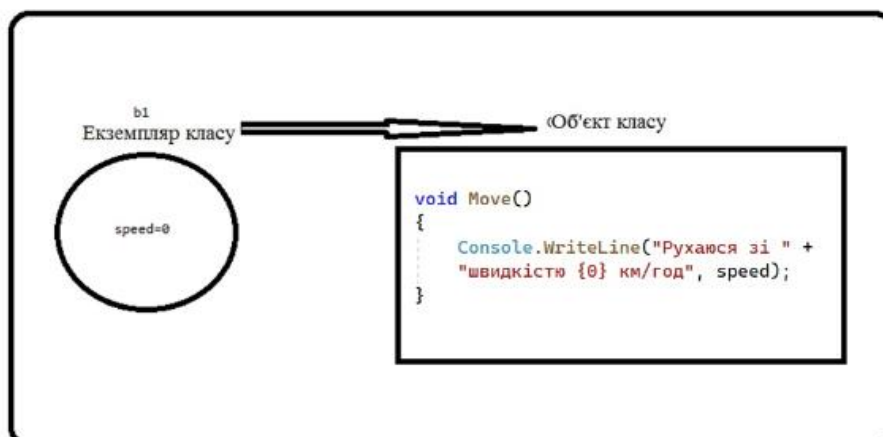 b1
Екземпляр класу
Об'єкт класу
speed=0
void Move()
{
Console.WriteLine("Рухаюся зі " +
"швидкістю {0} км/год", speed);
}